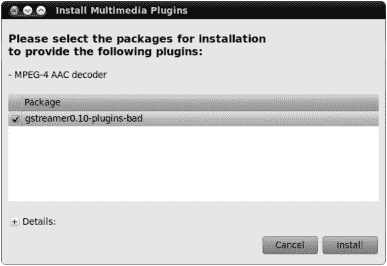 Install Multimedia Plugins
Please select the packages for installation
to provide the following plugins:
- MPEG-4 AAC decoder
Package
gstreamer0.10-plugins-bad
Details:
Cancel Install